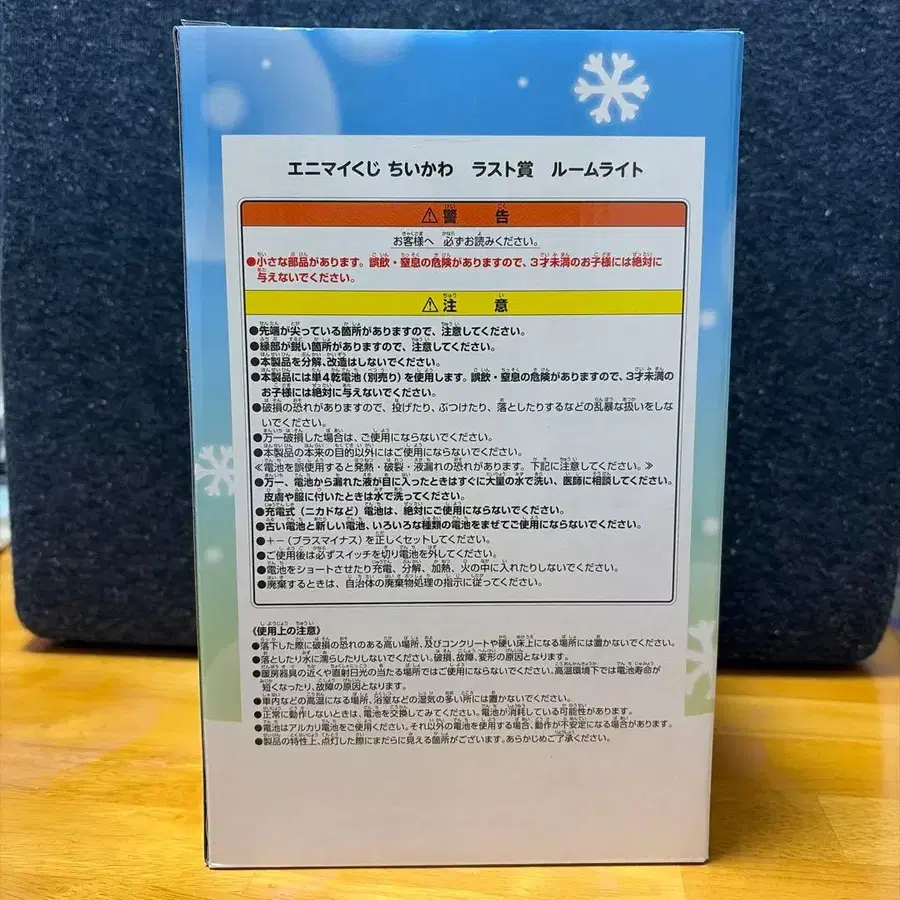 エニマイくじ ちいかわ ラスト賞 ルームライト
⚠警告
お客様へ 必ずお読みください。
●小さな部品があります。誤飲・窒息の危険がありますので、3才未満のお子様には絶対に
与えないでください。
⚠注意
●先端が尖っている箇所がありますので、注意してください。
●縁部が鋭い箇所がありますので、注意してください。
●本製品を分解、改造はしないでください。
●本製品には単4乾電池(別売り)を使用します。誤飲・窒息の危険がありますので、3才未満の
お子様には絶対に与えないでください。
●破損の恐れがありますので、投げたり、ぶつけたり、落としたりするなどの乱暴な扱いをしな
いでください。
●万一破損した場合は、ご使用にならないでください。
●本製品の本来の目的以外にはご使用にならないでください。
≪電池を誤使用すると発熱・破裂・液漏れの恐れがあります。下記に注意してください。≫
●万一、電池から漏れた液が目に入ったときはすぐに大量の水で洗い、医師に相談してください。
皮膚や服に付いたときは水で洗ってください。
●充電式(ニカドなど)電池は、絶対にご使用にならないでください。
●古い電池と新しい電池、いろいろな種類の電池をまぜてご使用にならないでください。
●+−(プラスマイナス)を正しくセットしてください。
●ご使用後は必ずスイッチを切り電池を外してください。
●電池をショートさせたり充電、分解、加熱、火の中に入れたりしないでください。
●廃棄するときは、自治体の廃棄物処理の指示に従ってください。
《使用上の注意》
●落下した際に破損の恐れのある高い場所、及びコンクリートや硬い床上になる場所には置かないでください。
●落としたり水に濡らしたりしないでください。破損、故障、変形の原因となります。
●暖房器具の近くや直射日光の当たる場所ではご使用にならないでください。高温環境下では電池寿命が
短くなったり、故障の原因となります。
●車内などの高温になる場所、浴室などの湿気の多い所には置かないでください。
●正常に動作しないときは、電池を交換してみてください。電池が消耗している可能性があります。
●電池はアルカリ電池をご使用ください。それ以外の電池を使用する場合、動作が不安定になる場合があります。
●製品の特性上、点灯した際にまだらに見える箇所がございます。あらかじめご了承ください。